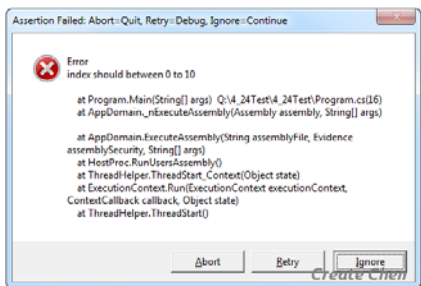 Assertion Failed: Abort=Quit, Retry=Debug, Ignore=Continue
Error
index should between 0 to 10
at Program.Main(String[] args) Q:\4_24Test\4_24Test\Program.cs(16)
at AppDomain._nExecuteAssembly(Assembly assembly, String[] args)
at AppDomain.ExecuteAssembly(String assemblyFile, Evidence
assemblySecurity, String[] args)
at HostProc.RunUsersAssembly()
at ThreadHelper.ThreadStart_Context(Object state)
at ExecutionContext.Run(ExecutionContext executionContext,
ContextCallback callback, Object state)
at ThreadHelper.ThreadStart()
Abort Retry Ignore
Create Chen